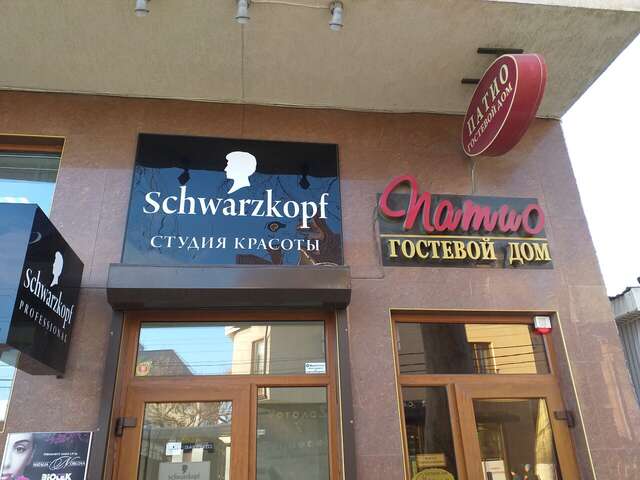 ПАТИО
ГОСТЕВОЙ ДОМ
Schwarzkopf
СТУДИЯ КРАСОТЫ
Патио
ГОСТЕВОЙ ДОМ
Schwarzkopf
PROFESSIONAL